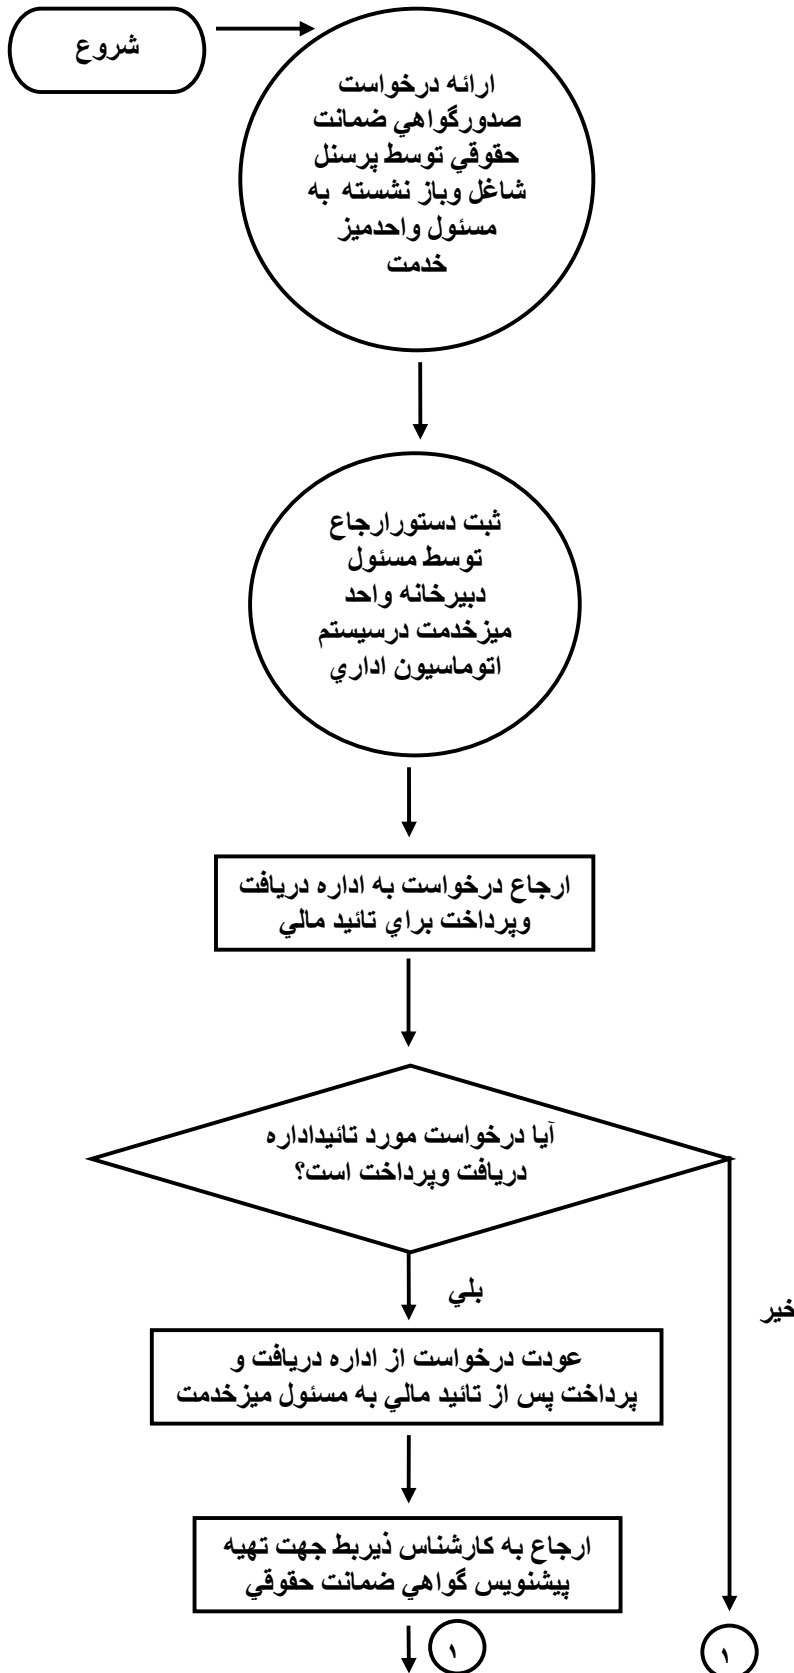 شروع
ارائه درخواست
صدورگواهي ضمانت
حقوقي توسط پرسنل
شاغل وباز نشسته به
مسئول واحدميز
خدمت
ثبت دستورارجاع
توسط مسئول
دبيرخانه واحد
ميزخدمت درسيستم
اتوماسيون اداري
ارجاع درخواست به اداره دريافت
وپرداخت براي تائيد مالي
آيا درخواست مورد تائيداداره
دريافت وپرداخت است؟
بلي
خير
عودت درخواست از اداره دريافت و
پرداخت پس از تائيد مالي به مسئول ميزخدمت
ارجاع به كارشناس ذيربط جهت تهيه
پيشنويس گواهي ضمانت حقوقي
١
١